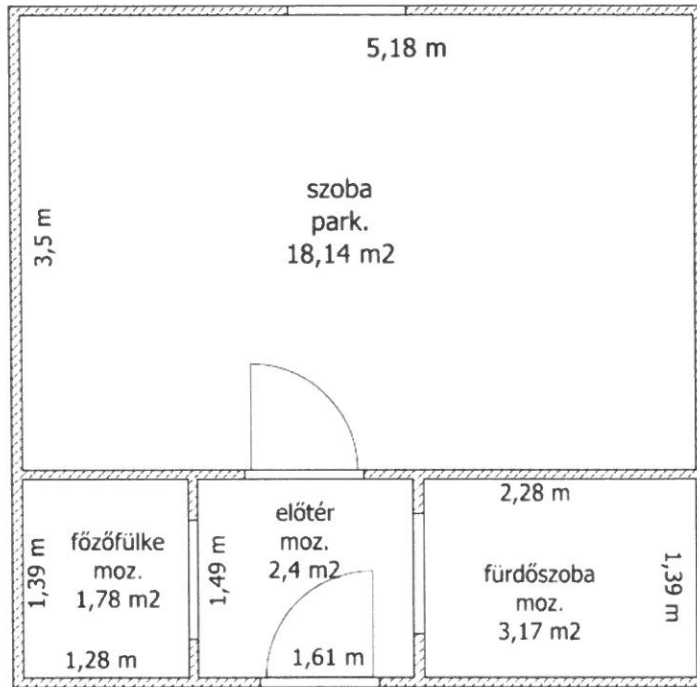 5,18 m
3,5 m
szoba
park.
18,14 m2
1,39 m
főzőfülke
moz.
1,78 m2
1,28 m
1,49 m
előtér
moz.
2,4 m2
1,61 m
2,28 m
fürdőszoba
moz.
3,17 m2
1,39 m